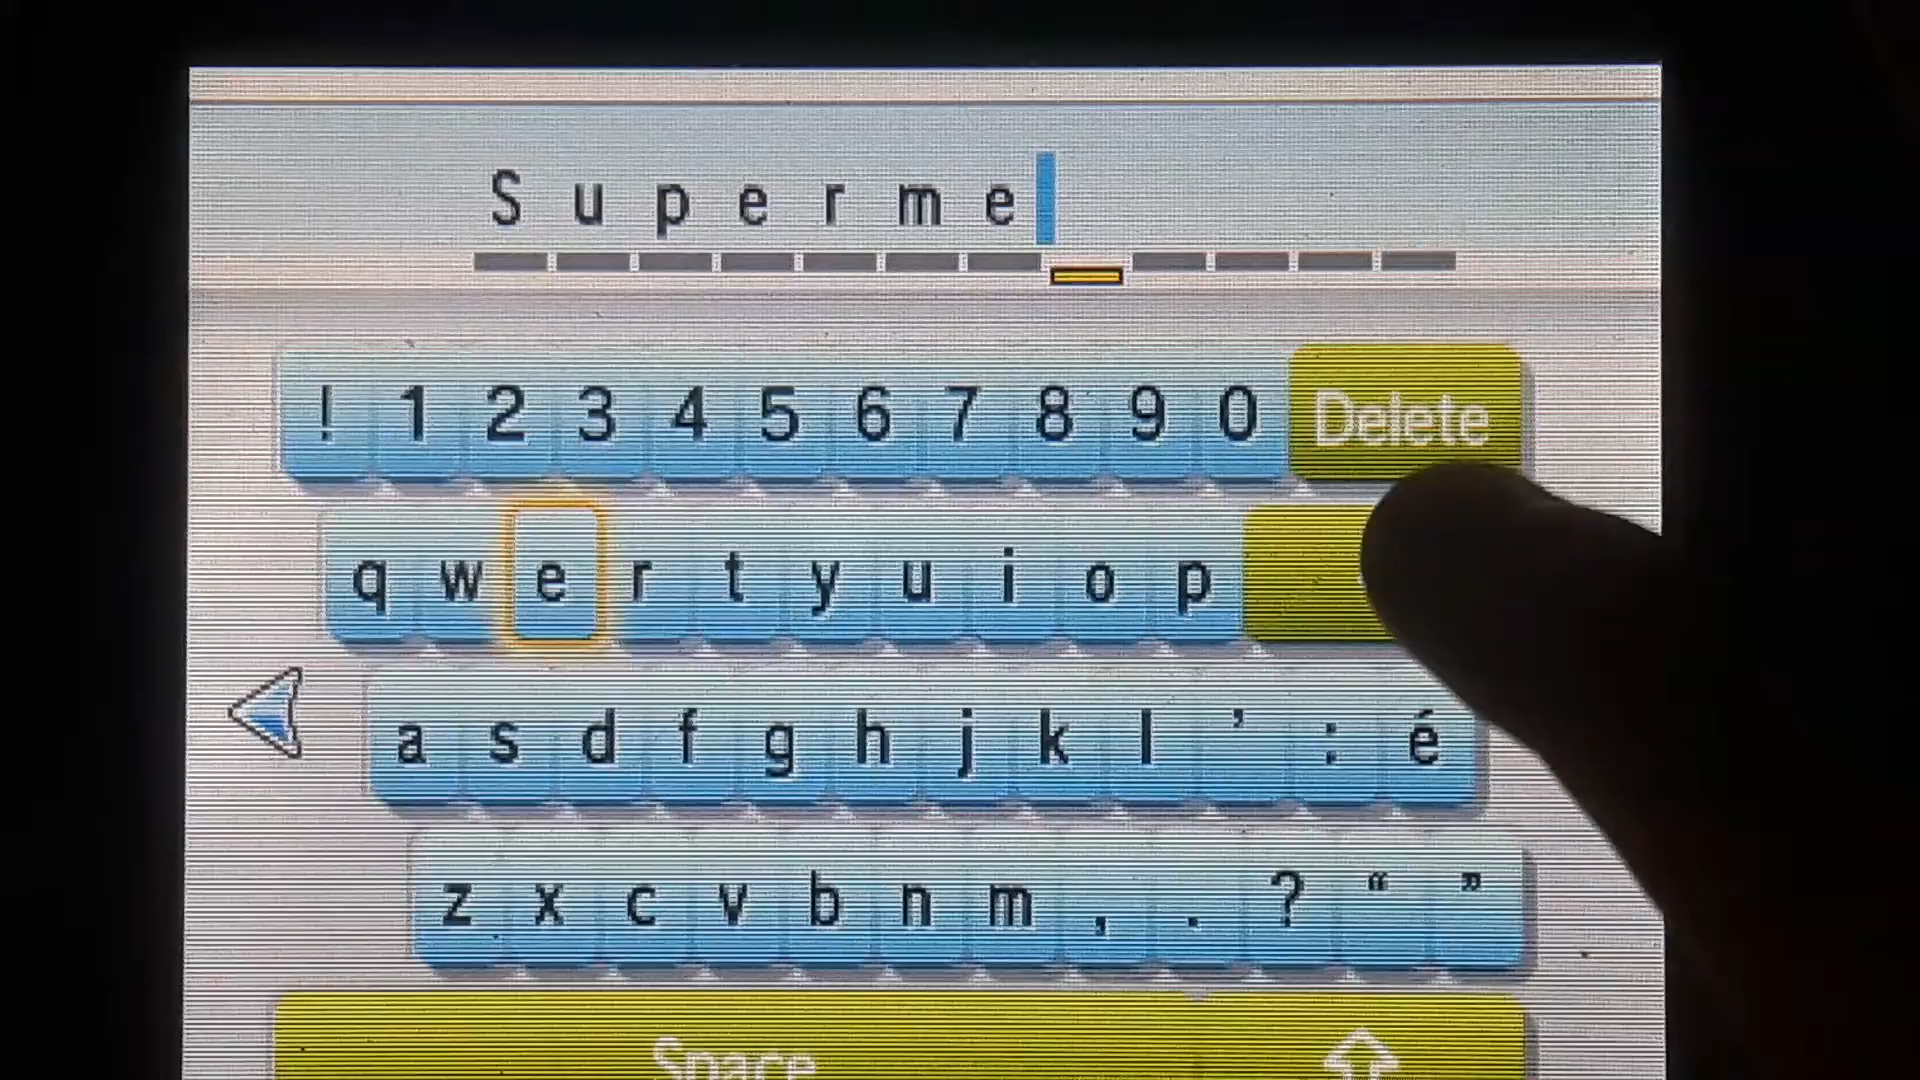 Superme
! 1 2 3 4 5 6 7 8 9 0 Delete
q w e r t y u i o p
a s d f g h j k l ’ : é
z x c v b n m , . ? “ ”
Space